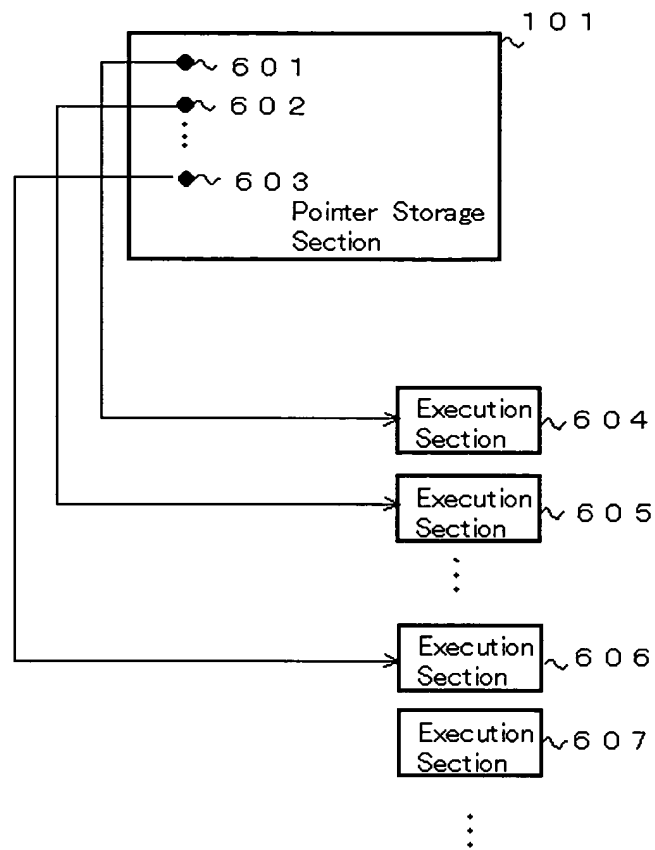 101
601
602
603
Pointer Storage
Section
Execution
Section
604
Execution
Section
605
Execution
Section
606
Execution
Section
607